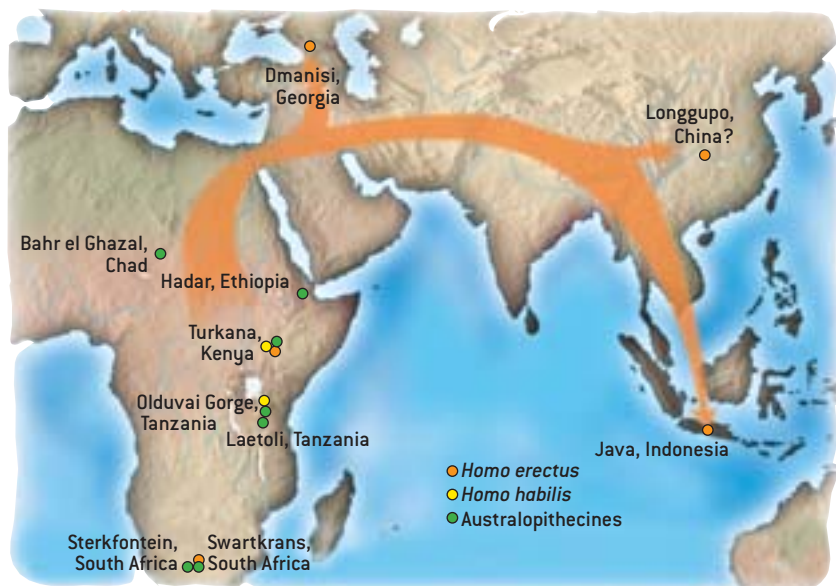 Dmanisi,
Georgia
Longgupo,
China?
Bahr el Ghazal,
Chad
Hadar, Ethiopia
Turkana,
Kenya
Olduvai Gorge,
Tanzania
Laetoli, Tanzania
Java, Indonesia
Homo erectus
Homo habilis
Australopithecines
Sterkfontein,
South Africa
Swartkrans,
South Africa